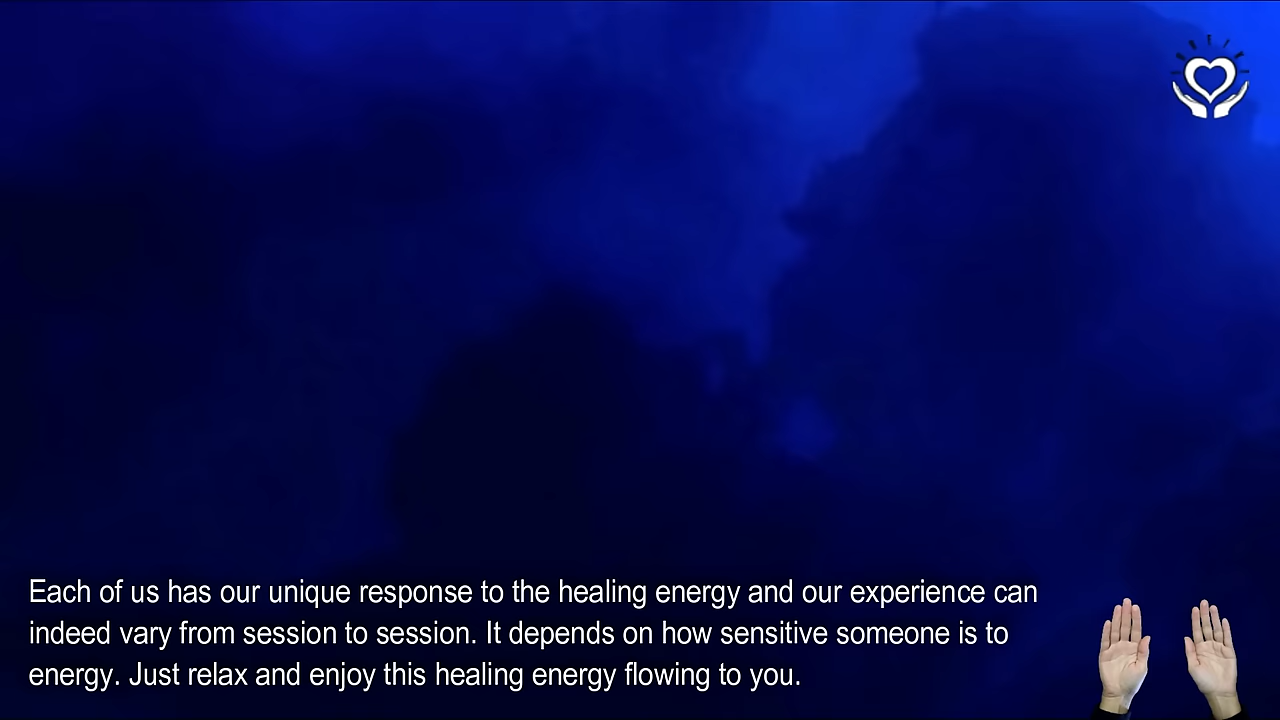 Each of us has our unique response to the healing energy and our experience can
indeed vary from session to session. It depends on how sensitive someone is to
energy. Just relax and enjoy this healing energy flowing to you.